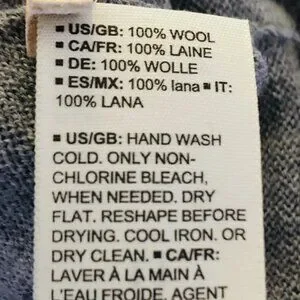 ▪ US/GB: 100% WOOL
▪ CA/FR: 100% LAINE
▪ DE: 100% WOLLE
▪ ES/MX: 100% lana ▪ IT:
100% LANA
▪ US/GB: HAND WASH
COLD. ONLY NON-
CHLORINE BLEACH,
WHEN NEEDED. DRY
FLAT. RESHAPE BEFORE
DRYING. COOL IRON. OR
DRY CLEAN. ▪ CA/FR:
LAVER À LA MAIN À
L'EAU FROIDE. AGENT